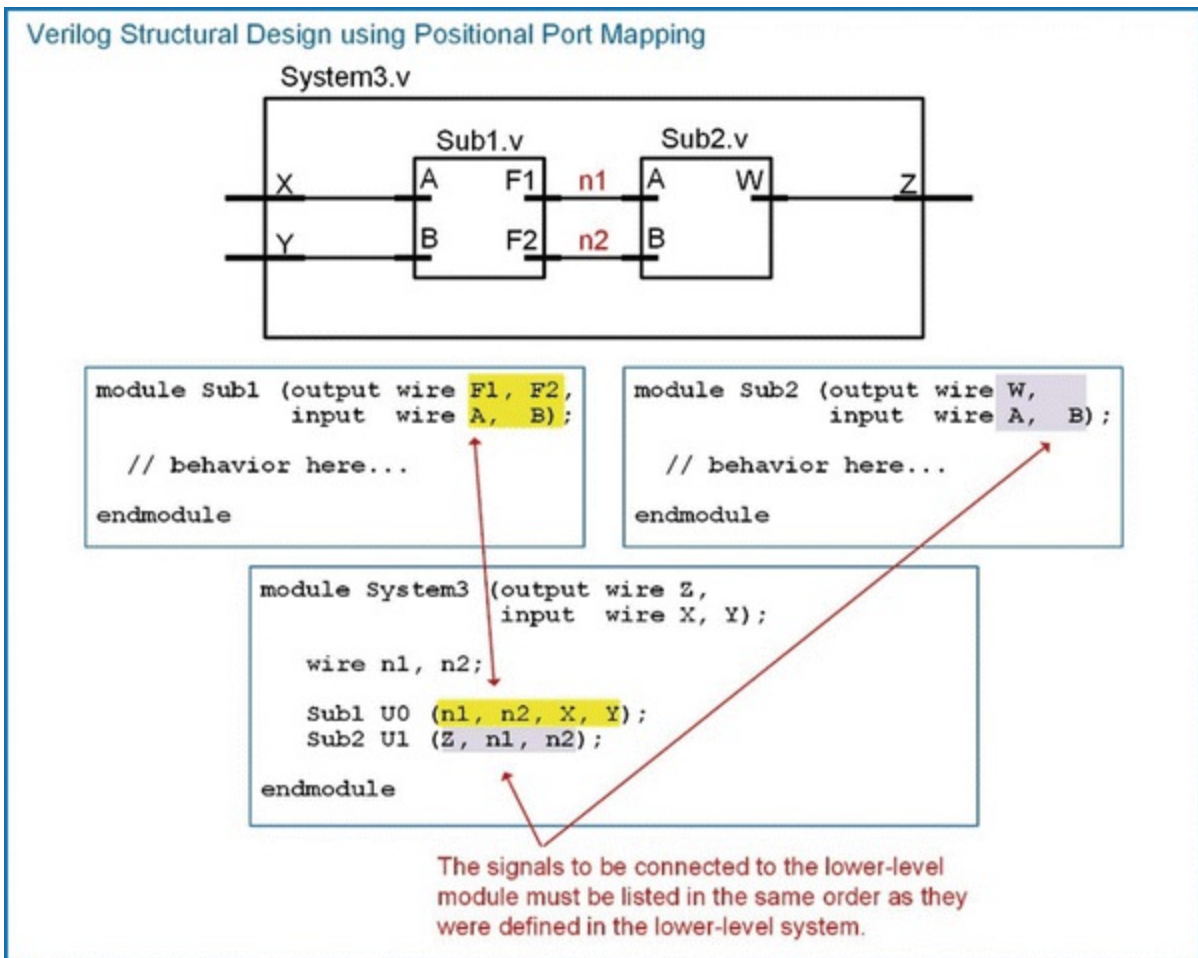 Verilog Structural Design using Positional Port Mapping
System3.v
Sub1.v
Sub2.v
X
A
F1
n1
A
W
Z
Y
B
F2
n2
B
module Sub1 (output wire F1, F2,
input wire A, B);
// behavior here...
endmodule
module Sub2 (output wire W,
input wire A, B);
// behavior here...
endmodule
module System3 (output wire Z,
input wire X, Y);
wire n1, n2;
Sub1 U0 (n1, n2, X, Y);
Sub2 U1 (Z, n1, n2);
endmodule
The signals to be connected to the lower-level
module must be listed in the same order as they
were defined in the lower-level system.